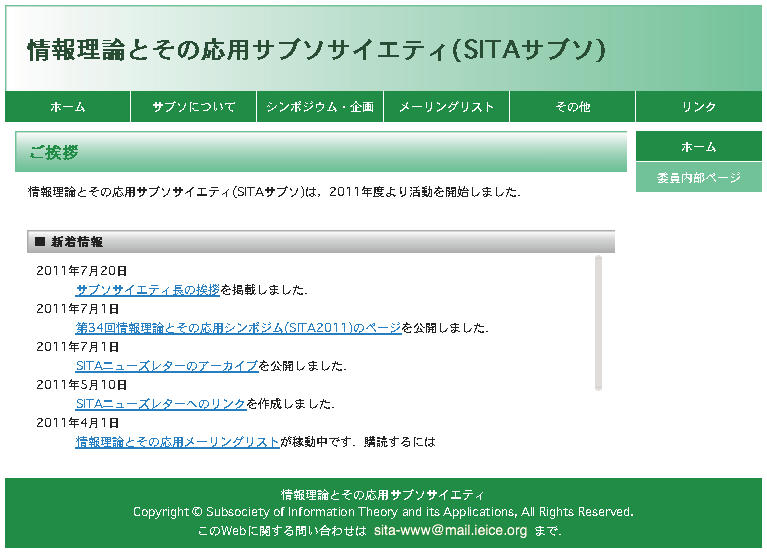 情報理論とその応用サブソサイエティ(SITAサブソ)
ホーム サブソについて シンポジウム・企画 メーリングリスト その他 リンク
ご挨拶
ホーム
委員内部ページ
情報理論とその応用サブソサイエティ(SITAサブソ)は，2011年度より活動を開始しました．
■ 新着情報
2011年7月20日
サブソサイエティ長の挨拶を掲載しました．
2011年7月1日
第34回情報理論とその応用シンポジム(SITA2011)のページを公開しました．
2011年7月1日
SITAニューズレターのアーカイブを公開しました．
2011年5月10日
SITAニューズレターへのリンクを作成しました．
2011年4月1日
情報理論とその応用メーリングリストが稼動中です．購読するには
情報理論とその応用サブソサイエティ
Copyright © Subsociety of Information Theory and its Applications, All Rights Reserved.
このWebに関する問い合わせは sita-www@mail.ieice.org まで．